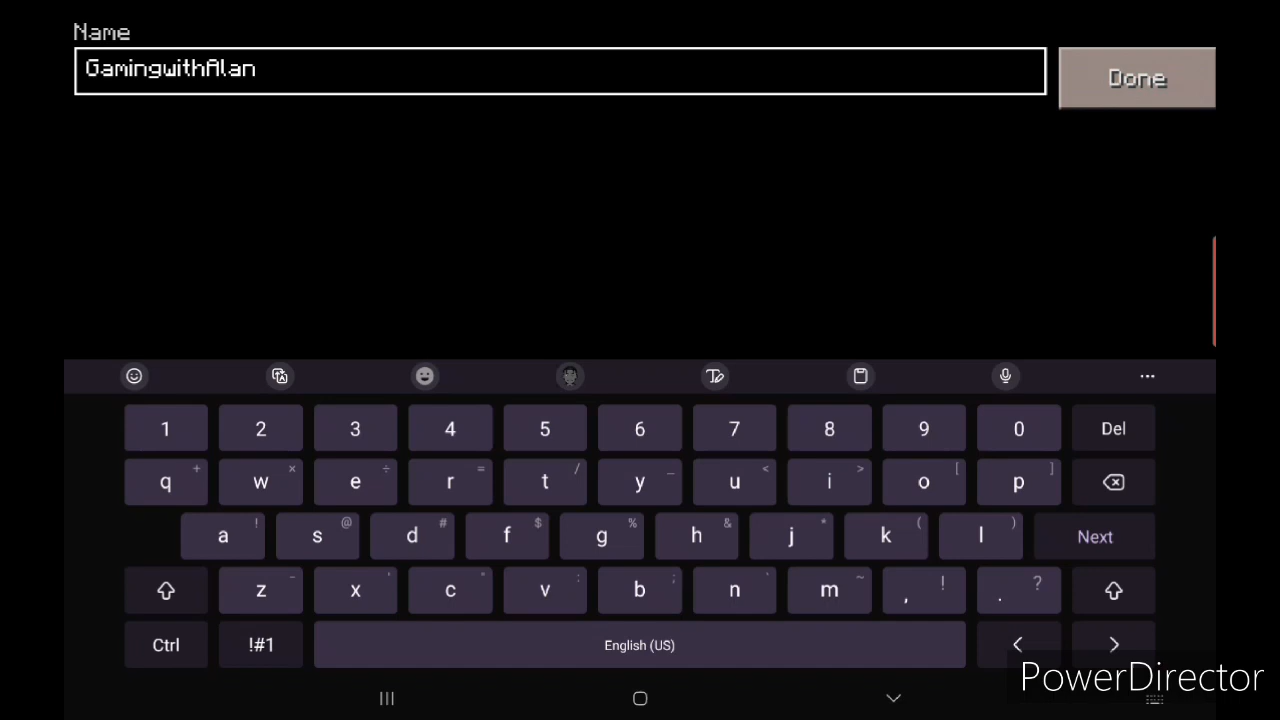 Name
GamingwithAlan
Done
1 2 3 4 5 6 7 8 9 0 Del
q + w × e ÷ r = t / y _ u < i > o [ p ]
a ! s @ d # f $ g % h & j * k ( l ) Next
z - x ' c " v : b ; n ' m ~ , ! . ?
Ctrl !#1 English (US) < >
PowerDirector